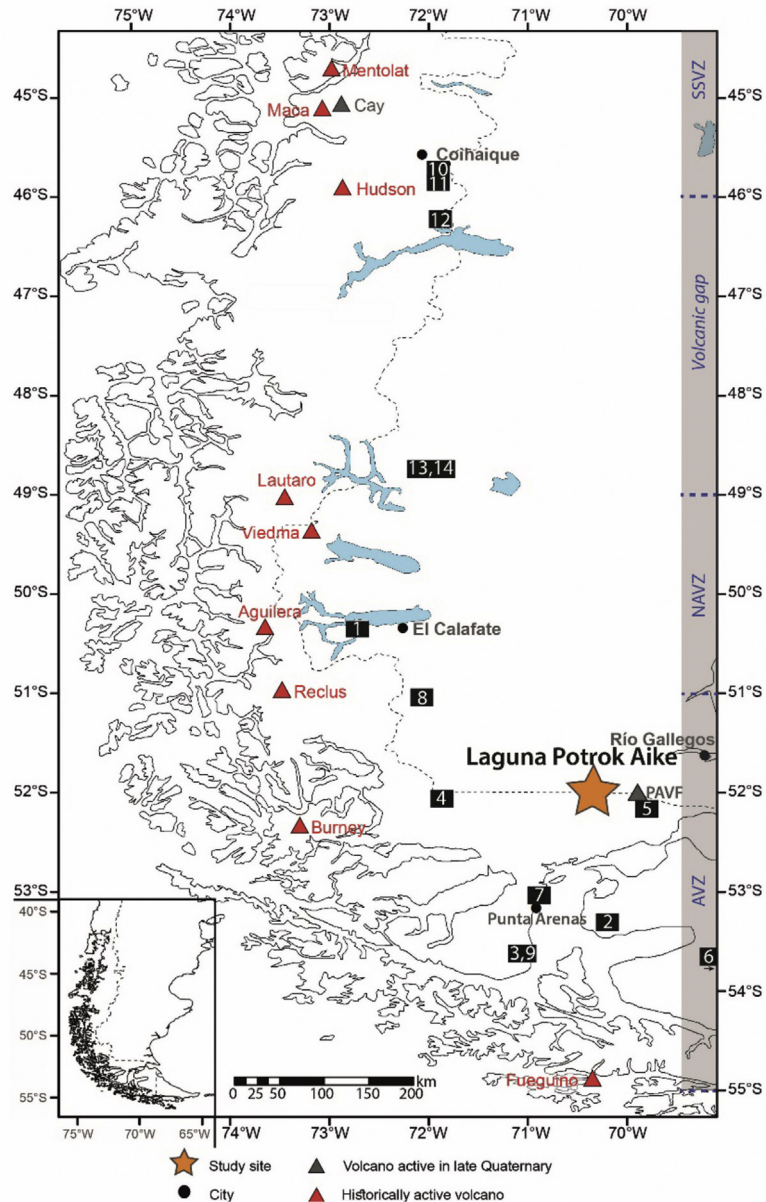 75°W 74°W 73°W 72°W 71°W 70°W
45°S
46°S
47°S
48°S
49°S
50°S
51°S
52°S
53°S
54°S
55°S
45°S
46°S
47°S
48°S
49°S
50°S
51°S
52°S
53°S
54°S
55°S
SSVZ
Volcanic gap
NAVZ
AVZ
Mentolat
Maca
Cay
Coihaique
10
11
Hudson
12
13,14
Lautaro
Viedma
Aguilera
1
El Calafate
Reclus
8
Río Gallegos
Laguna Potrok Aike
PAVF
4
5
Burney
7
Punta Arenas
2
3,9
6
Fueguino
40°S
45°S
50°S
55°S
75°W 70°W 65°W
0 25 50 100 150 200 km
74°W 73°W 72°W 71°W 70°W
Study site
Volcano active in late Quaternary
City
Historically active volcano